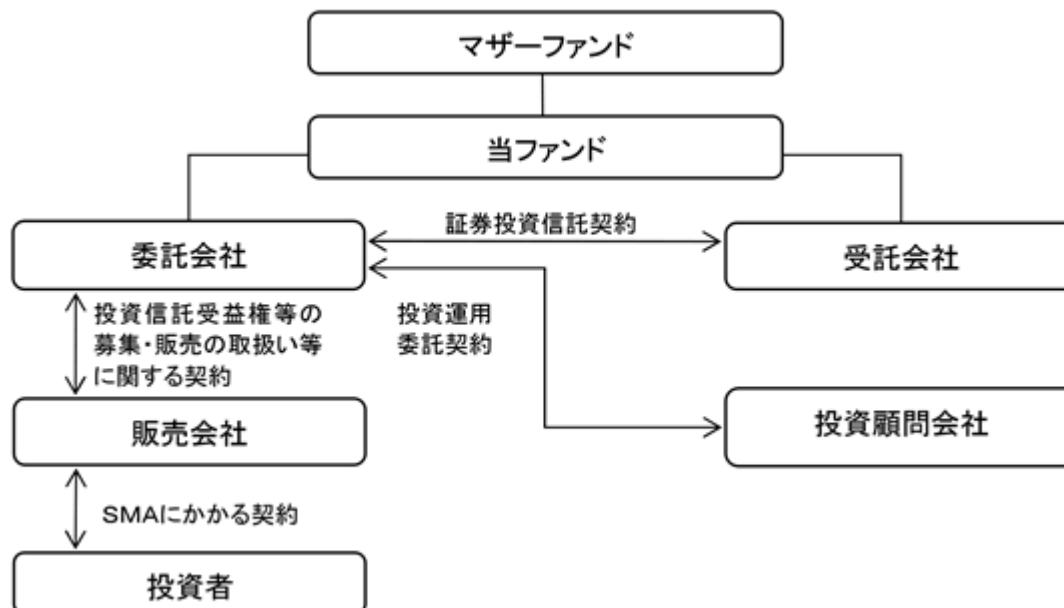 マザーファンド
当ファンド
証券投資信託契約
委託会社
受託会社
投資信託受益権等の
募集・販売の取扱い等
に関する契約
投資運用
委託契約
販売会社
投資顧問会社
SMAにかかる契約
投資者